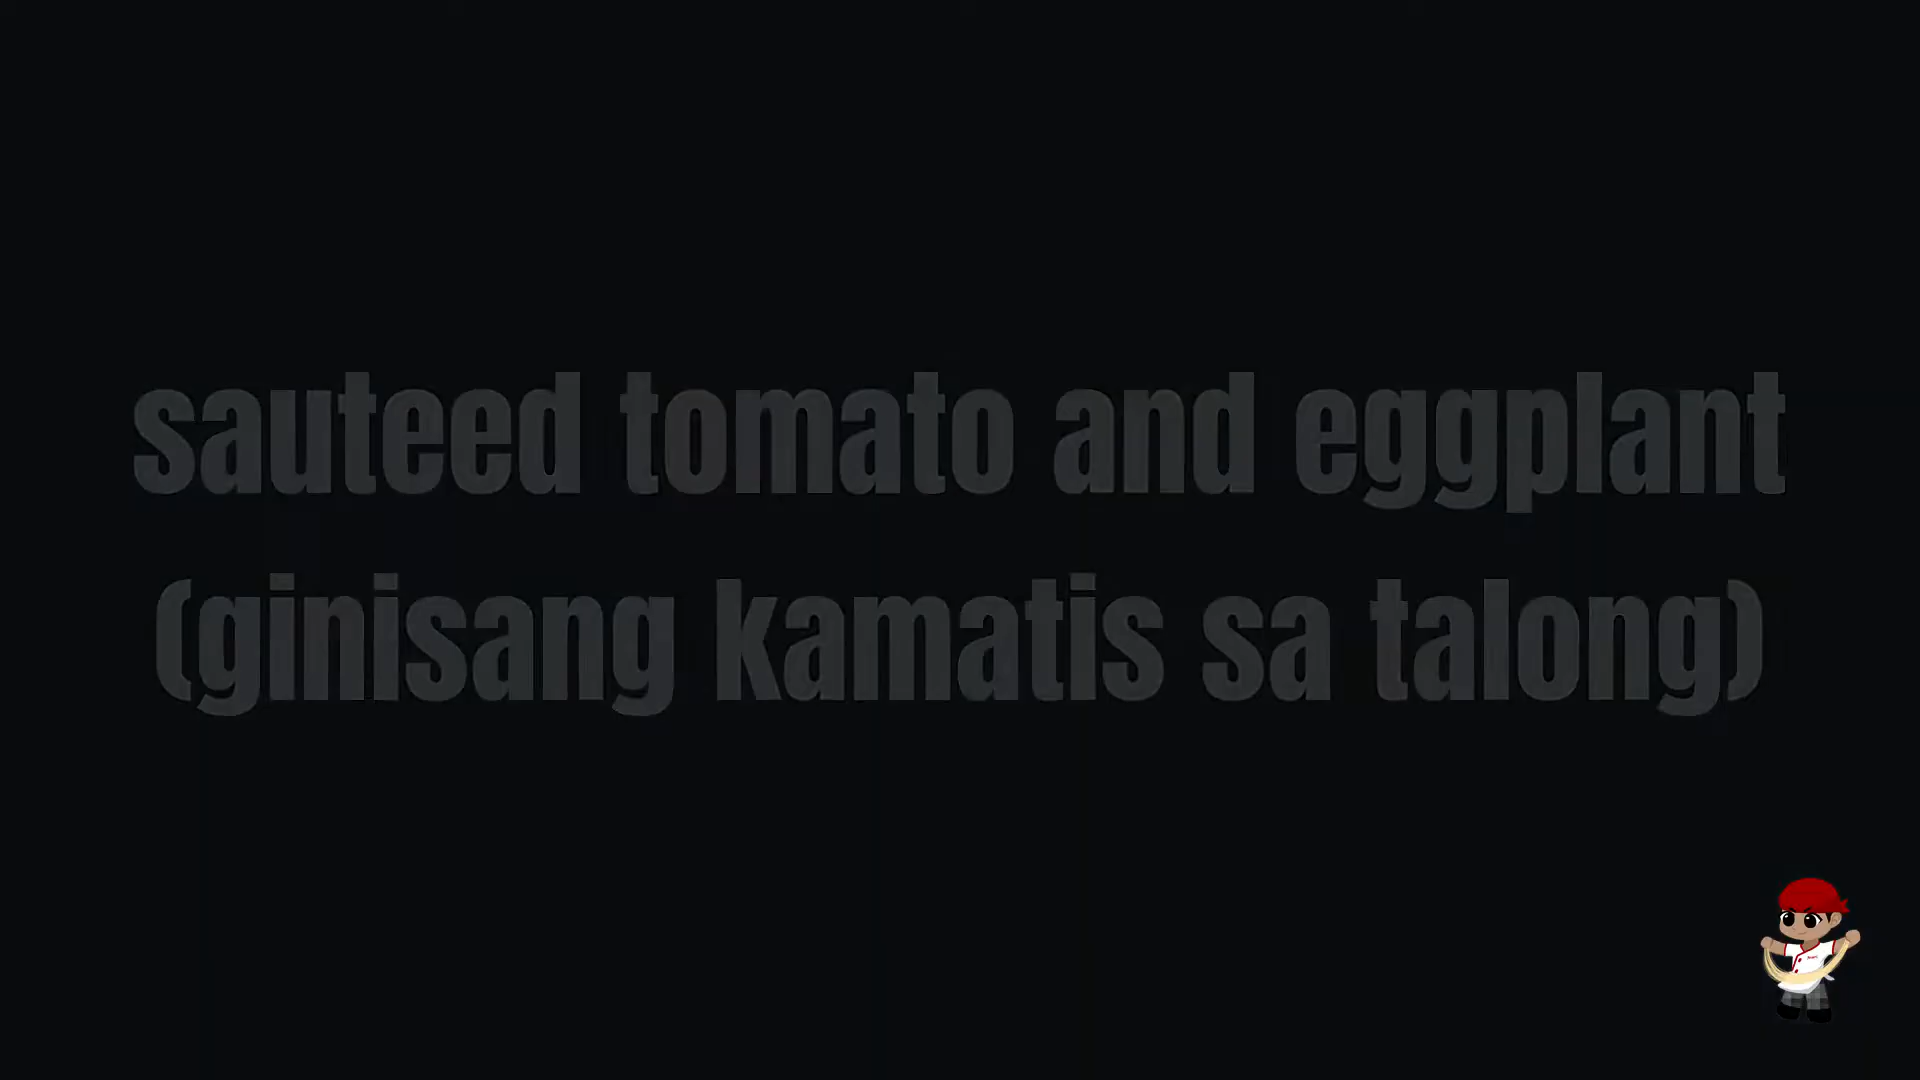 sauteed tomato and eggplant
(ginisang kamatis sa talong)